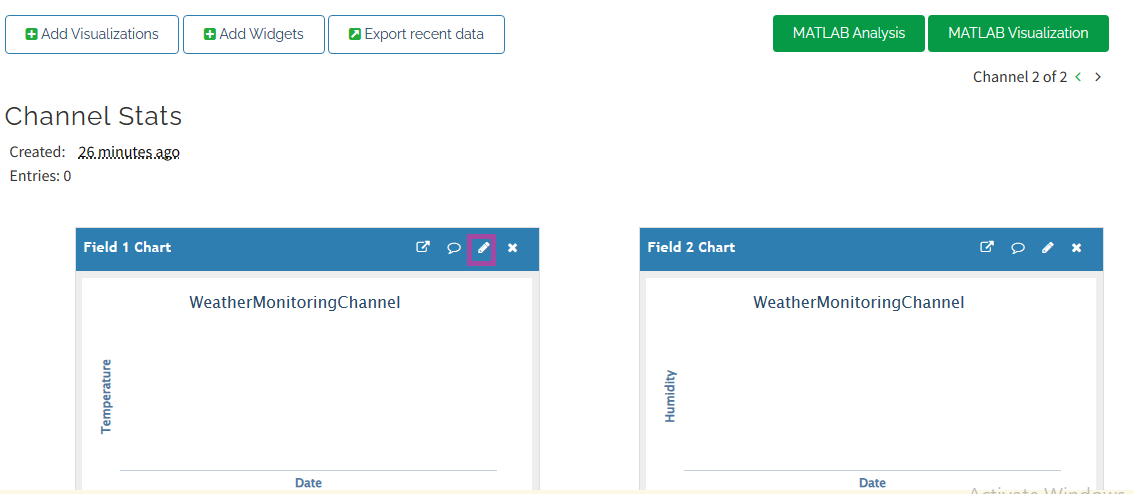 Add Visualizations Add Widgets Export recent data MATLAB Analysis MATLAB Visualization
Channel 2 of 2
Channel Stats
Created: 26 minutes ago
Entries: 0
Field 1 Chart
WeatherMonitoringChannel
Temperature
Date
Field 2 Chart
WeatherMonitoringChannel
Humidity
Date
Activate Windows